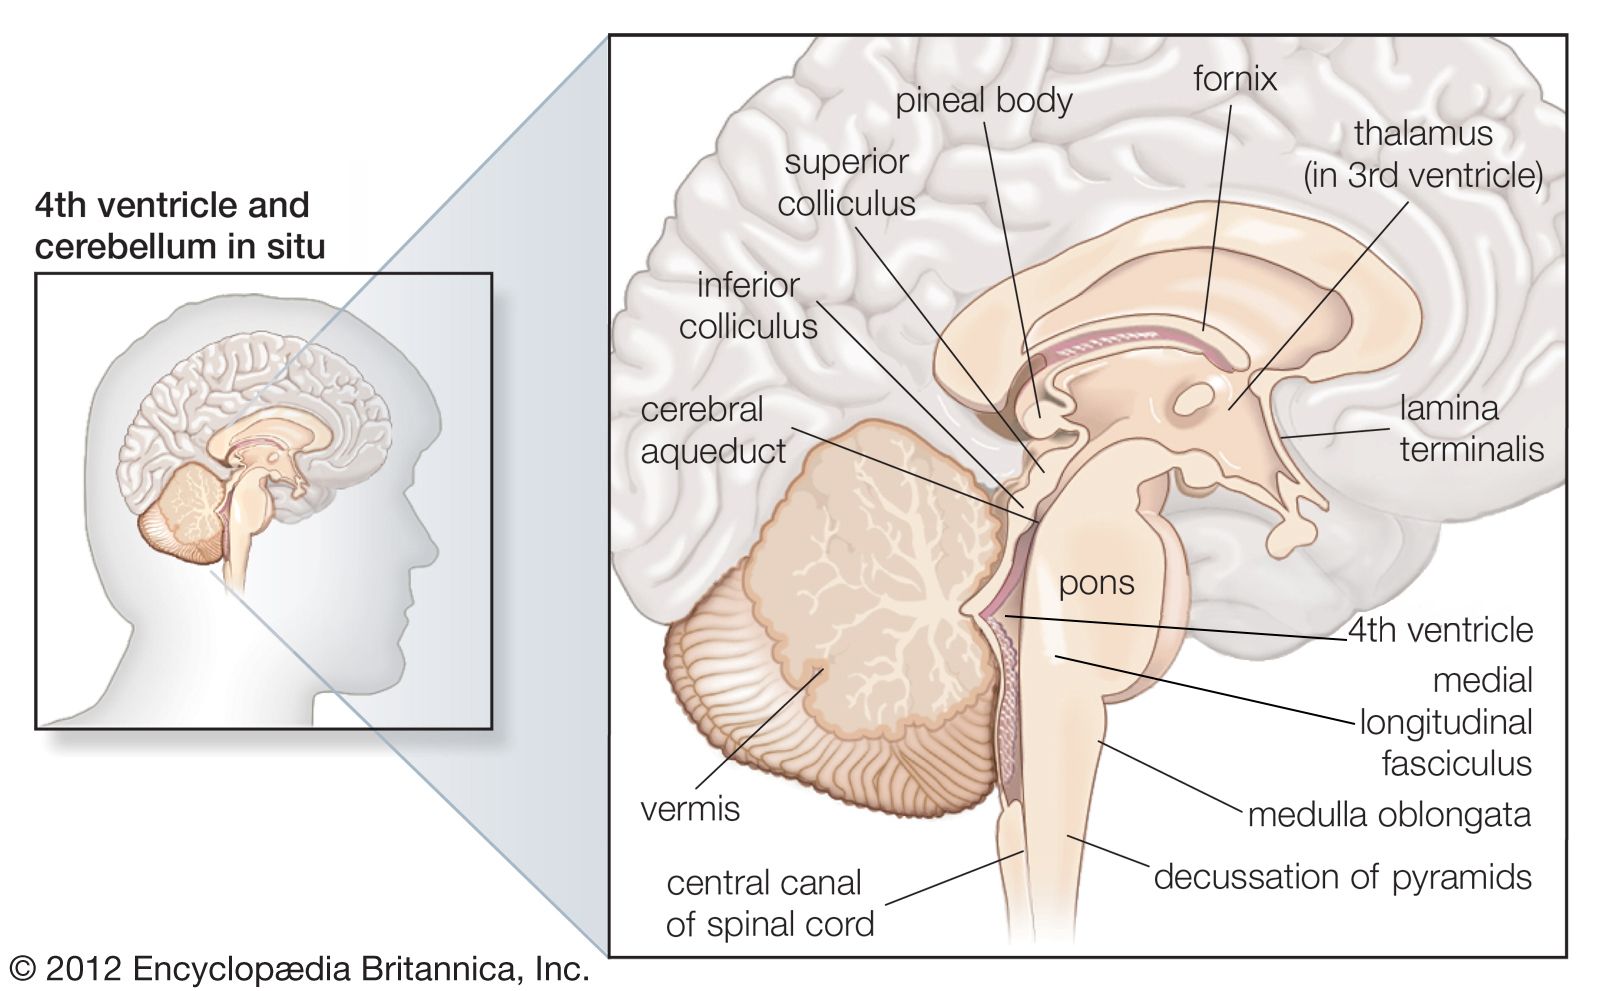 4th ventricle and
cerebellum in situ
pineal body
fornix
thalamus
(in 3rd ventricle)
superior
colliculus
inferior
colliculus
cerebral
aqueduct
lamina
terminalis
pons
4th ventricle
medial
longitudinal
fasciculus
vermis
medulla oblongata
decussation of pyramids
central canal
of spinal cord
© 2012 Encyclopædia Britannica, Inc.